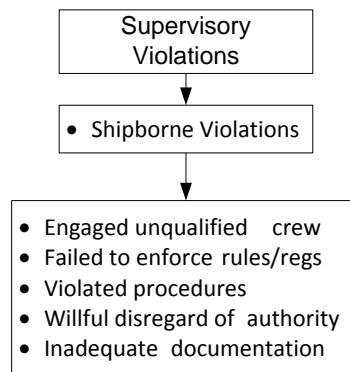 Supervisory
Violations
• Shipborne Violations
• Engaged unqualified crew
• Failed to enforce rules/regs
• Violated procedures
• Willful disregard of authority
• Inadequate documentation